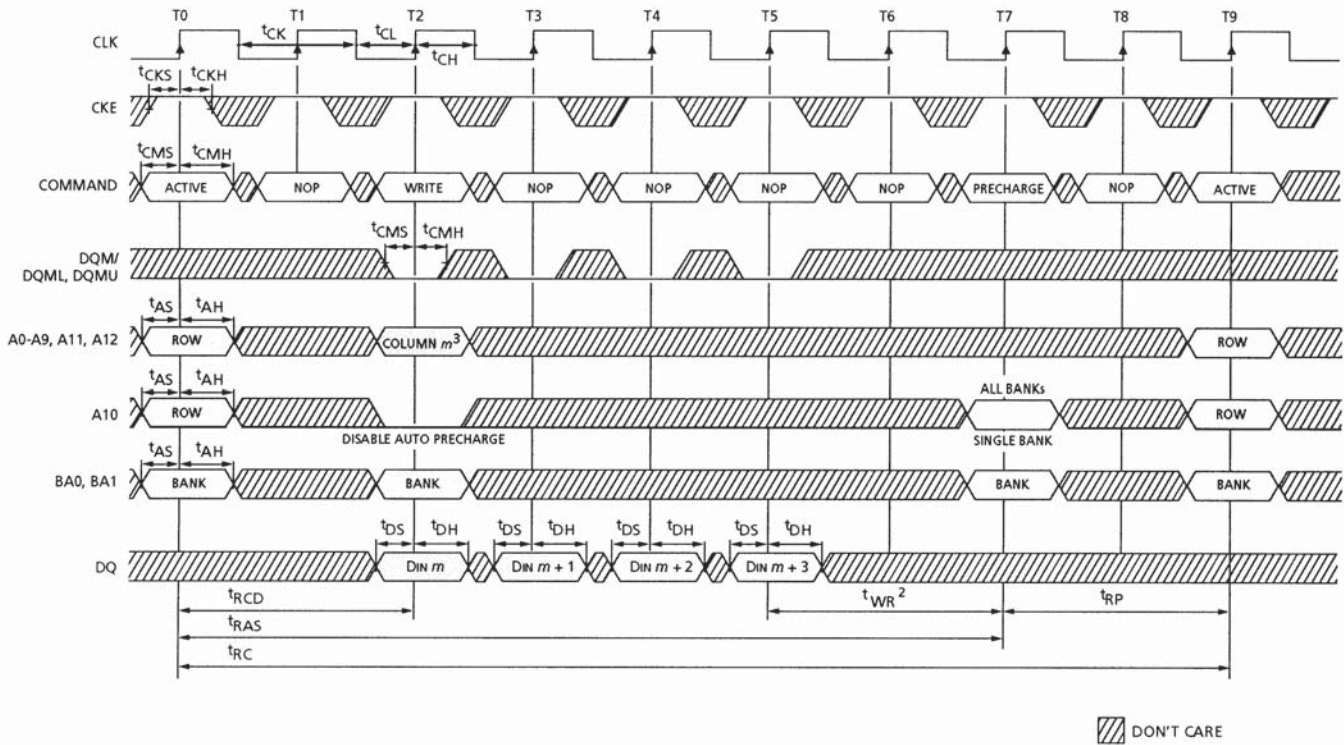 T0 T1 T2 T3 T4 T5 T6 T7 T8 T9
CLK
tCK tCL
tCH
tCKS tCKH
CKE
tCMS tCMH
COMMAND ACTIVE NOP WRITE NOP NOP NOP NOP PRECHARGE NOP ACTIVE
tCMS tCMH
DQM/
DQML, DQMU
tAS tAH
A0-A9, A11, A12 ROW COLUMN m³ ROW
tAS tAH
ALL BANKs
A10 ROW ROW
DISABLE AUTO PRECHARGE SINGLE BANK
tAS tAH
BA0, BA1 BANK BANK BANK BANK
tDS tDH tDS tDH tDS tDH tDS tDH
DQ DIN m DIN m + 1 DIN m + 2 DIN m + 3
tRCD tWR² tRP
tRAS
tRC
DON'T CARE